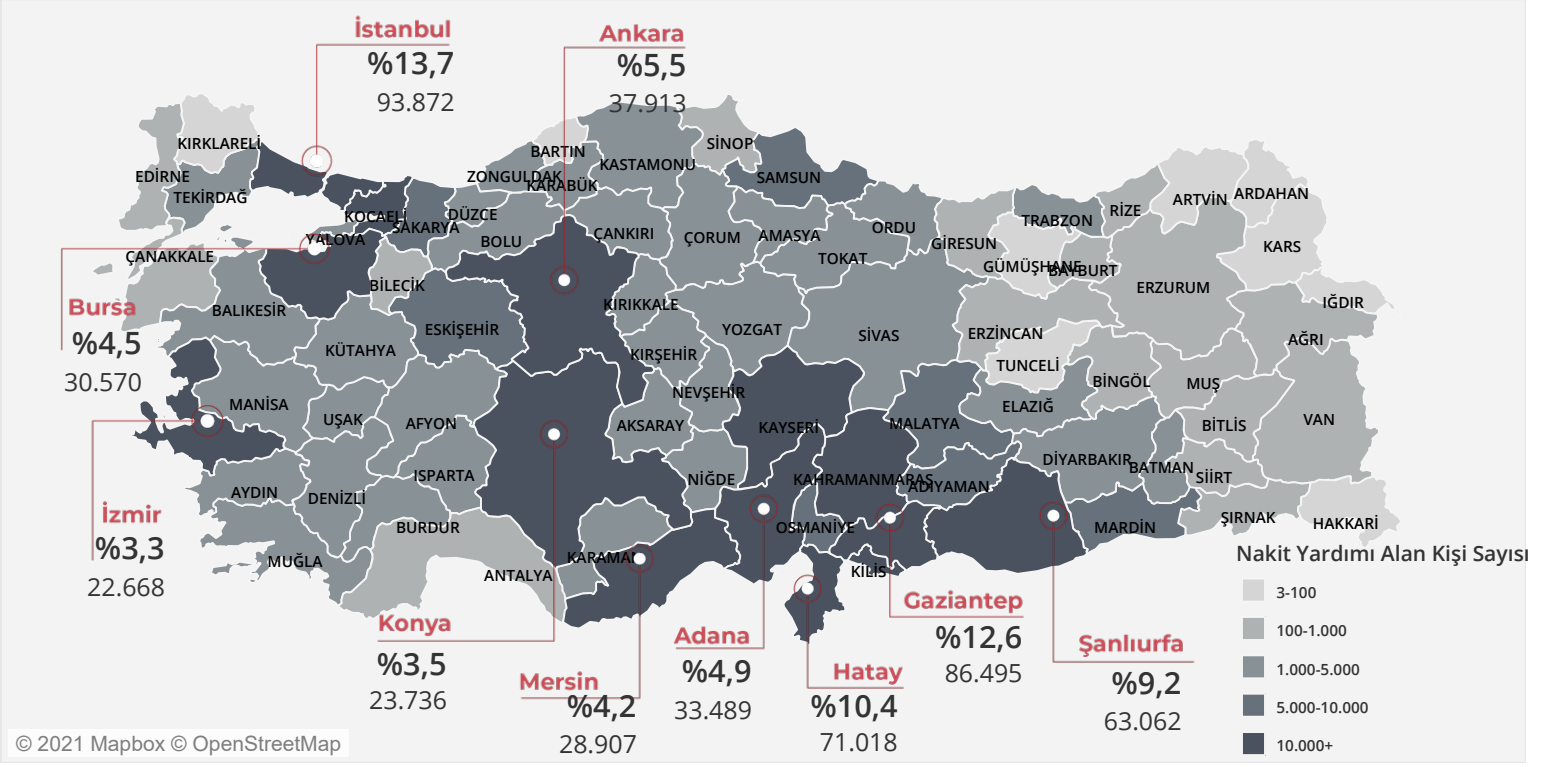 İstanbul
%13,7
93.872
Ankara
%5,5
37.913
KIRKLARELİ
EDİRNE
TEKİRDAĞ
BARTIN
ZONGULDAK
KARABÜK
KASTAMONU
SİNOP
SAMSUN
KOCAELİ
SAKARYA
DÜZCE
YALOVA
BOLU
ÇANKIRI
ÇORUM
AMASYA
ORDU
TOKAT
GİRESUN
TRABZON
RİZE
ARTVİN
ARDAHAN
KARS
GÜMÜŞHANE
BAYBURT
ERZURUM
IĞDIR
AĞRI
ÇANAKKALE
BALIKESİR
BİLECİK
ESKİŞEHİR
KÜTAHYA
KIRIKKALE
KIRŞEHİR
YOZGAT
SİVAS
ERZİNCAN
TUNCELİ
BİNGÖL
MUŞ
BİTLİS
VAN
Bursa
%4,5
30.570
MANİSA
UŞAK
AFYON
NEVŞEHİR
AKSARAY
KAYSERİ
MALATYA
ELAZIĞ
DİYARBAKIR
BATMAN
SİİRT
ŞIRNAK
HAKKARİ
AYDIN
DENİZLİ
ISPARTA
BURDUR
MUĞLA
ANTALYA
KARAMAN
NİĞDE
KAHRAMANMARAŞ
ADIYAMAN
OSMANİYE
KİLİS
MARDİN
İzmir
%3,3
22.668
Konya
%3,5
23.736
Mersin
%4,2
28.907
Adana
%4,9
33.489
Hatay
%10,4
71.018
Gaziantep
%12,6
86.495
Şanlıurfa
%9,2
63.062
Nakit Yardımı Alan Kişi Sayısı
3-100
100-1.000
1.000-5.000
5.000-10.000
10.000+
© 2021 Mapbox © OpenStreetMap